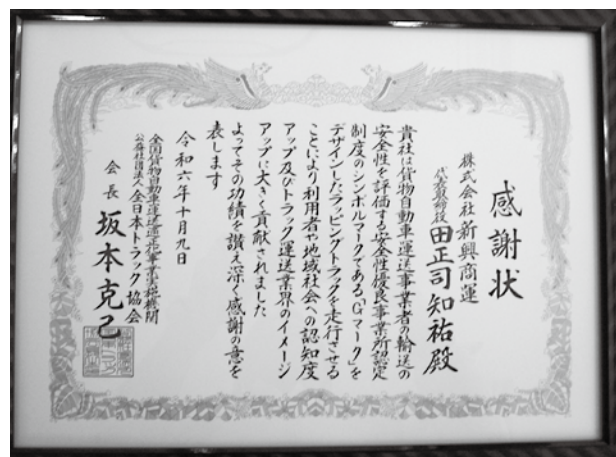 感謝状
株式会社新興商運
代表取締役 田正司知祐殿
貴社は貨物自動車運送事業者の輸送の
安全性を評価する安全性優良事業所認定
制度のシンボルマークである「Gマーク」を
デザインしたラッピングトラックを走行させる
ことにより利用者や地域社会への認知度
アップ及びトラック運送業界のイメージ
アップに大きく貢献されました
よってその功績を讃え深く感謝の意を
表します
令和六年十月九日
全国貨物自動車運送適正化事業実施機関
公益社団法人全日本トラック協会
会長 坂本克己